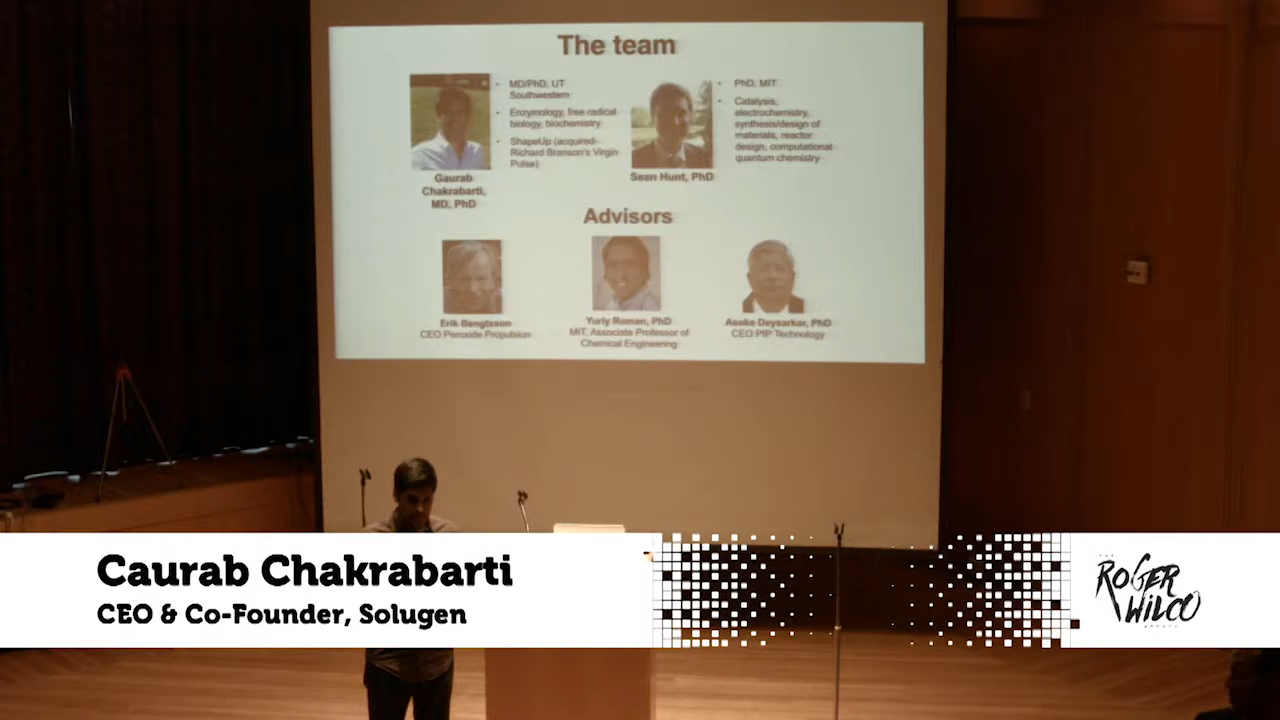 The team
MD/PhD, UT
Southwestern
Enzymology, free radical
biology, biochemistry
ShapeUp (acquired-
Richard Branson's Virgin
Pulse)
Gaurab
Chakrabarti,
MD, PhD
PhD, MIT
Catalysis,
electrochemistry,
synthesis/design of
materials, reactor
design, computational
quantum chemistry
Sean Hunt, PhD
Advisors
Erik Bengtsson
CEO Peroxide Propulsion
Yuriy Roman, PhD
MIT, Associate Professor of
Chemical Engineering
Asoke Deysarkar, PhD
CEO PfP Technology
Caurab Chakrabarti
CEO & Co-Founder, Solugen
THE
ROGER
WILCO